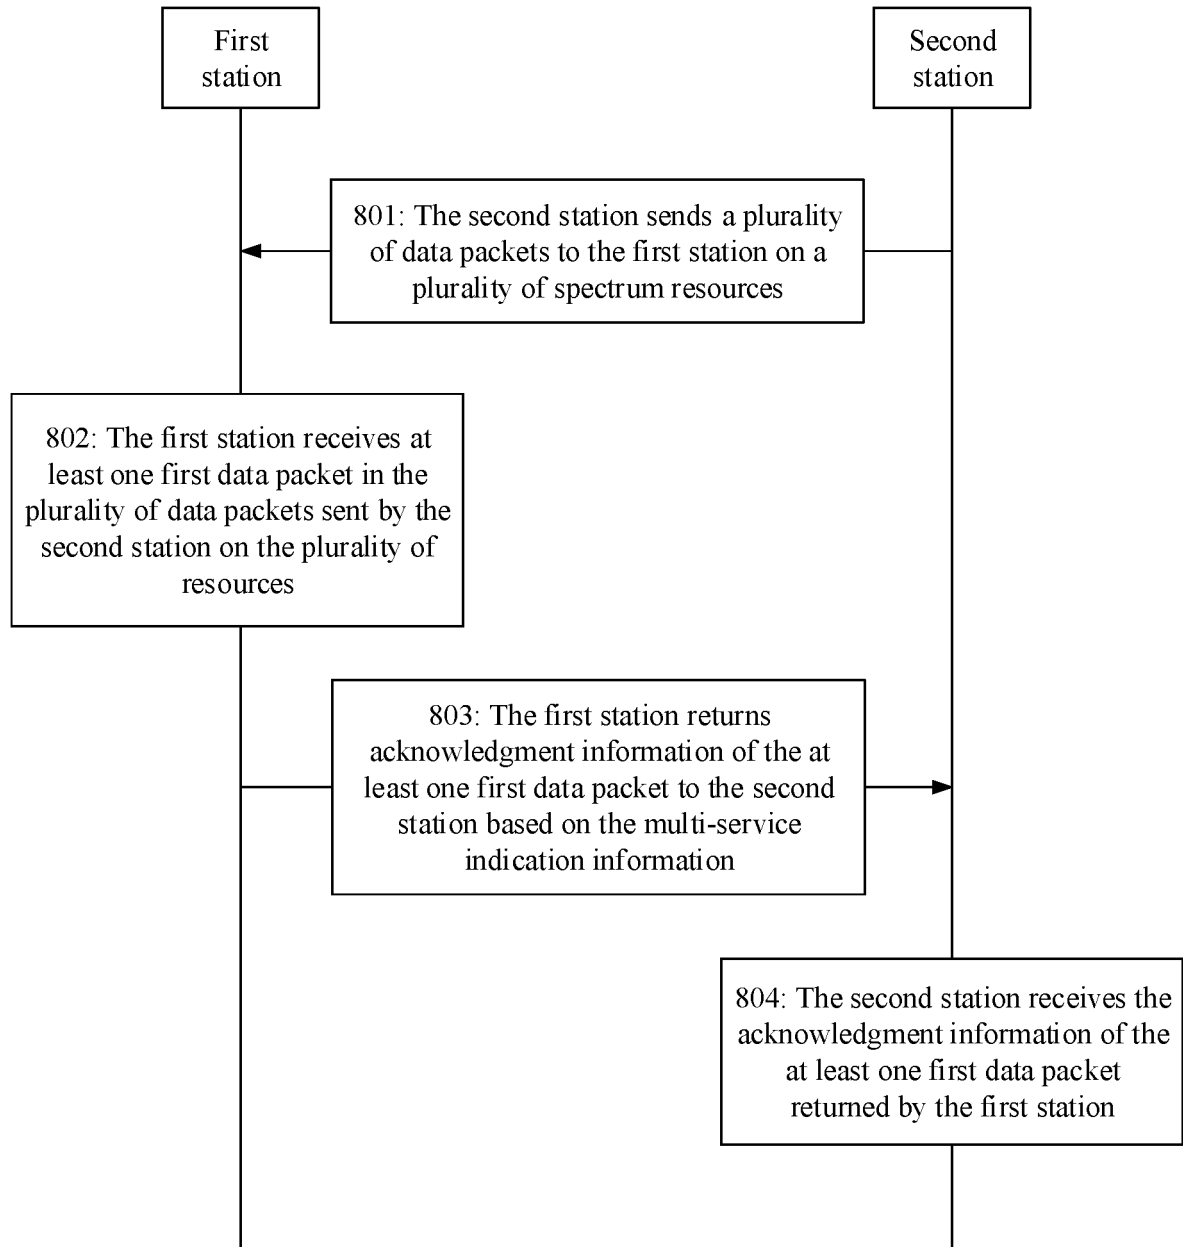 First
station
Second
station
801: The second station sends a plurality
of data packets to the first station on a
plurality of spectrum resources
802: The first station receives at
least one first data packet in the
plurality of data packets sent by the
second station on the plurality of
resources
803: The first station returns
acknowledgment information of the at
least one first data packet to the second
station based on the multi-service
indication information
804: The second station receives the
acknowledgment information of the
at least one first data packet
returned by the first station